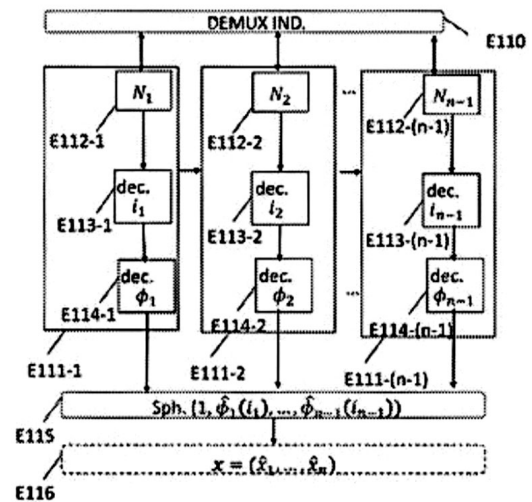 DEMUX IND.
E110
N₁
N₂
...
Nₙ₋₁
E112-1
E112-2
E112-(n-1)
dec. i₁
dec. i₂
dec. iₙ₋₁
E113-1
E113-2
E113-(n-1)
dec. ϕ₁
dec. ϕ₂
...
dec. ϕₙ₋₁
E114-1
E114-2
E114-(n-1)
E111-1
E111-2
E111-(n-1)
Sph. (1, ϕ̂₁(i₁), ..., ϕ̂ₙ₋₁(iₙ₋₁))
E115
x = (x̂₁, ..., x̂ₙ)
E116